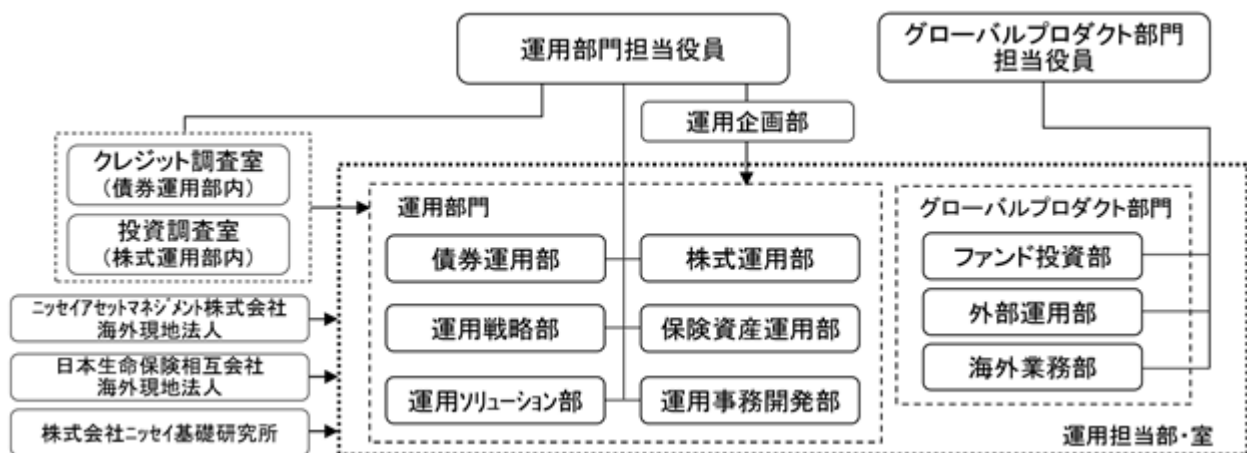 運用部門担当役員
グローバルプロダクト部門
担当役員
運用企画部
クレジット調査室
（債券運用部内）
投資調査室
（株式運用部内）
運用部門
債券運用部
株式運用部
運用戦略部
保険資産運用部
運用ソリューション部
運用事務開発部
グローバルプロダクト部門
ファンド投資部
外部運用部
海外業務部
ニッセイアセットマネジメント株式会社
海外現地法人
日本生命保険相互会社
海外現地法人
株式会社ニッセイ基礎研究所
運用担当部・室